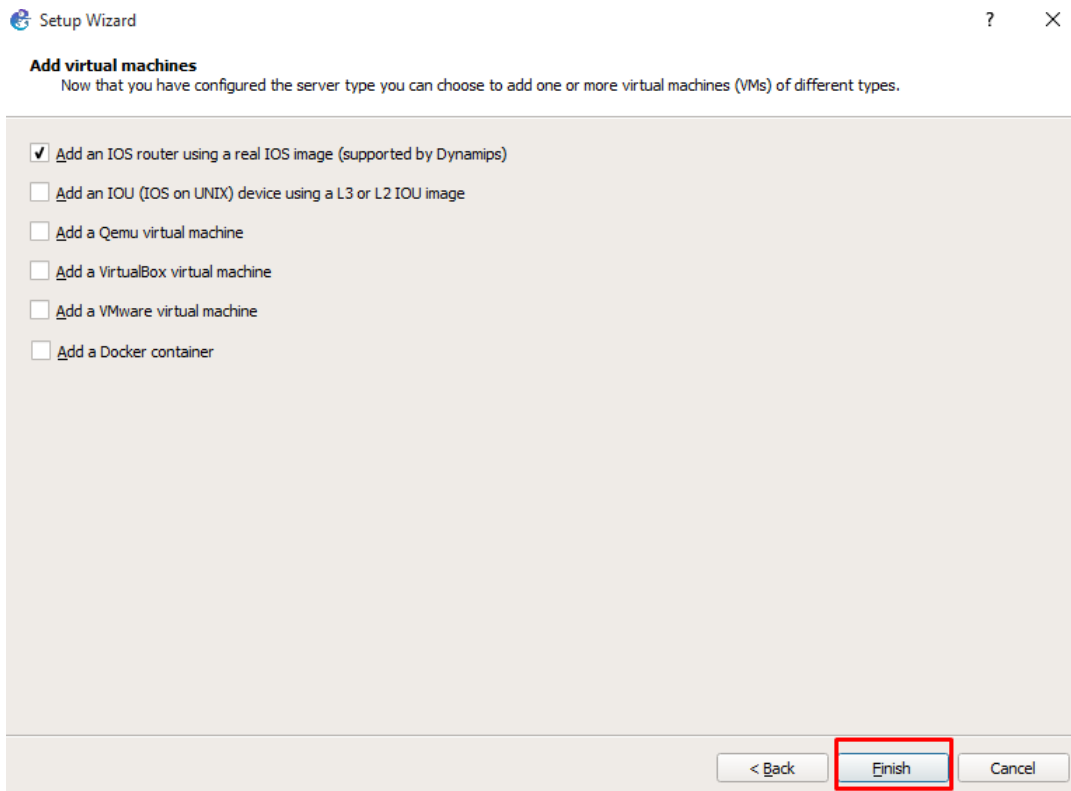 Setup Wizard
?
Add virtual machines
Now that you have configured the server type you can choose to add one or more virtual machines (VMs) of different types.
Add an IOS router using a real IOS image (supported by Dynamips)
Add an IOU (IOS on UNIX) device using a L3 or L2 IOU image
Add a Qemu virtual machine
Add a VirtualBox virtual machine
Add a VMware virtual machine
Add a Docker container
< Back
Finish
Cancel